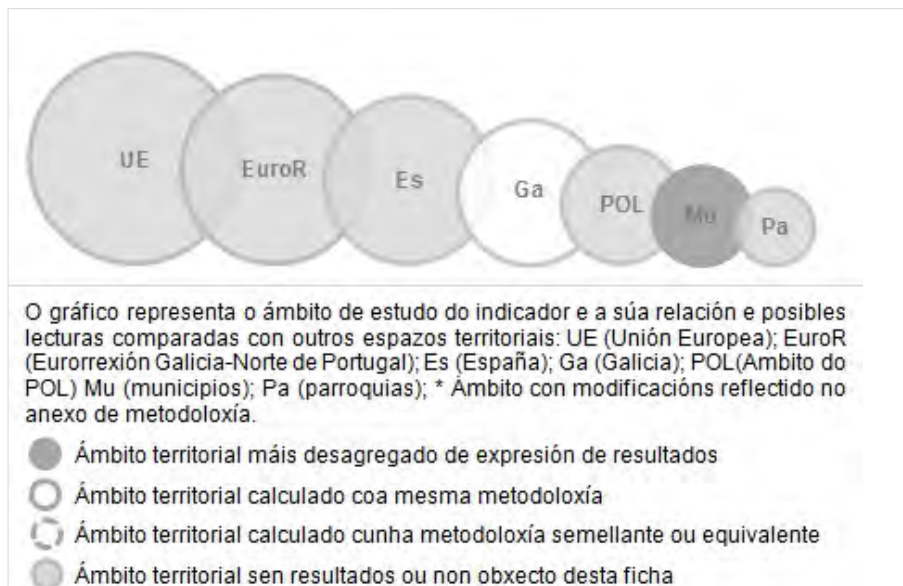 UE
EuroR
Es
Ga
POL
Mu
Pa
O gráfico representa o ámbito de estudo do indicador e a súa relación e posibles
lecturas comparadas con outros espazos territoriais: UE (Unión Europea); EuroR
(Eurorrexión Galicia-Norte de Portugal); Es (España); Ga (Galicia); POL(Ambito do
POL) Mu (municipios); Pa (parroquias); * Ámbito con modificacións reflectido no
anexo de metodoloxía.
Ámbito territorial máis desagregado de expresión de resultados
Ámbito territorial calculado coa mesma metodoloxía
Ámbito territorial calculado cunha metodoloxía semellante ou equivalente
Ámbito territorial sen resultados ou non obxecto desta ficha